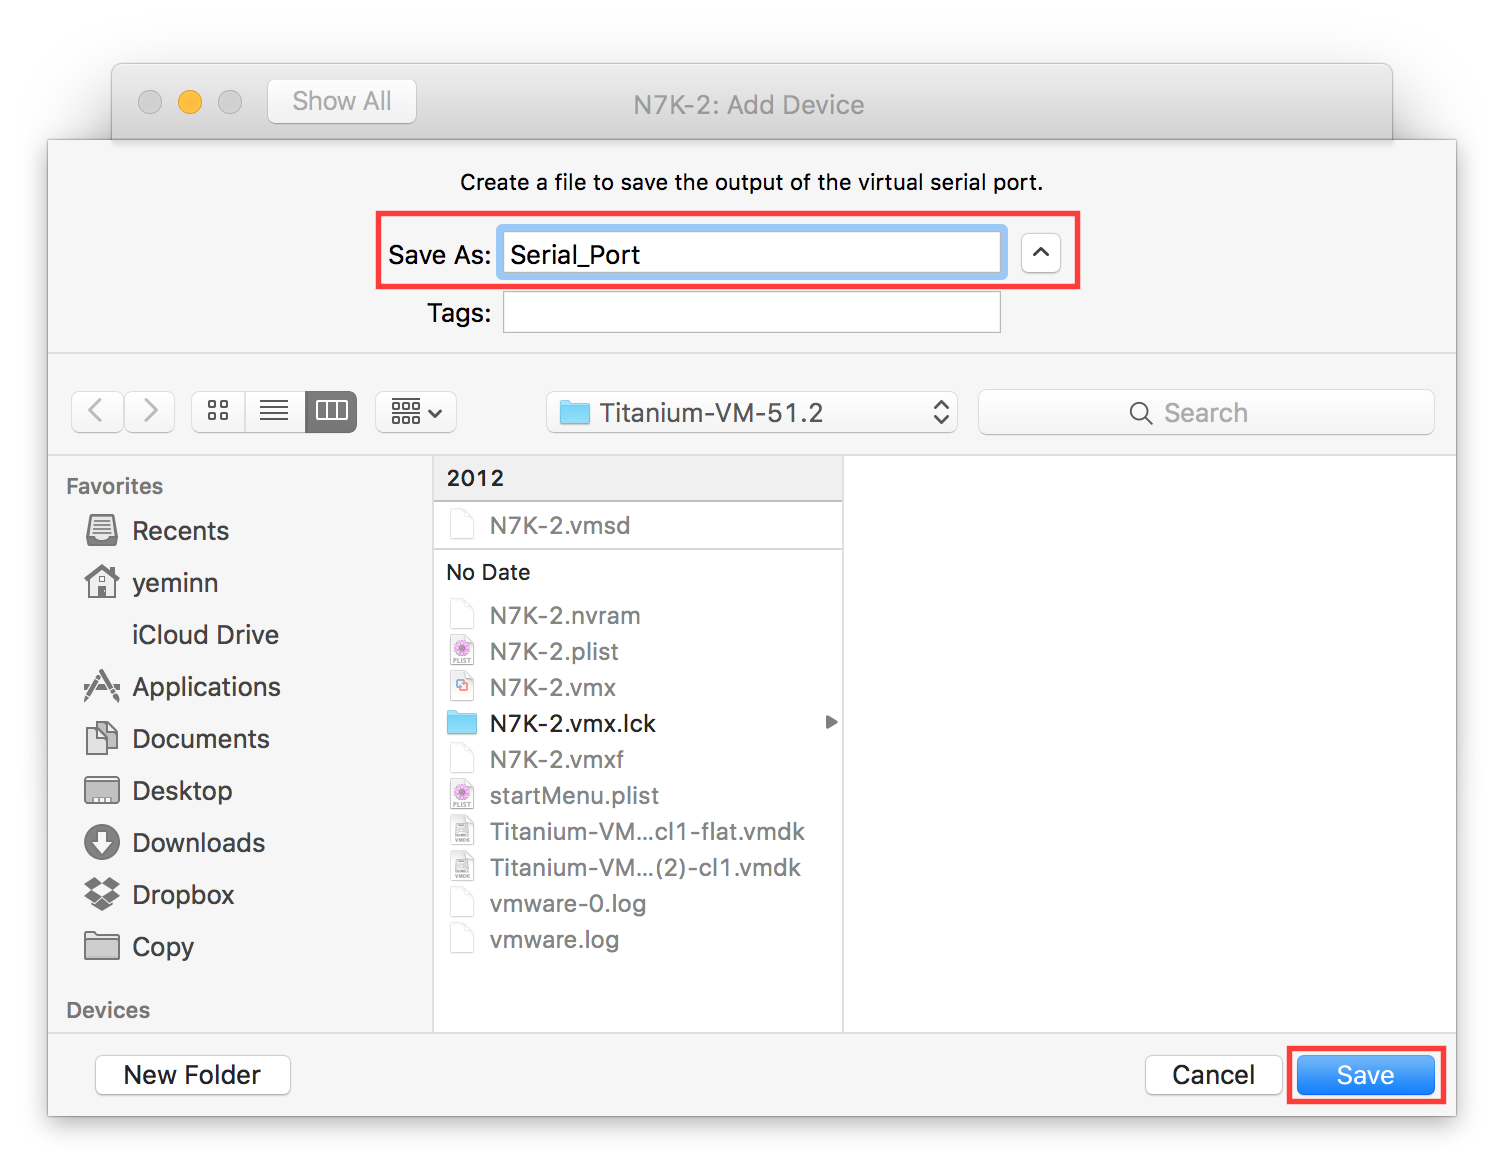 Show All
N7K-2: Add Device
Create a file to save the output of the virtual serial port.
Save As: Serial_Port
Tags:
Titanium-VM-51.2
Search
Favorites
Recents
yeminn
iCloud Drive
Applications
Documents
Desktop
Downloads
Dropbox
Copy
Devices
2012
N7K-2.vmsd
No Date
N7K-2.nvram
PLIST
N7K-2.plist
N7K-2.vmx
N7K-2.vmx.lck
N7K-2.vmxf
PLIST
startMenu.plist
VMDK
Titanium-VM...cl1-flat.vmdk
VMDK
Titanium-VM...(2)-cl1.vmdk
vmware-0.log
vmware.log
New Folder
Cancel
Save